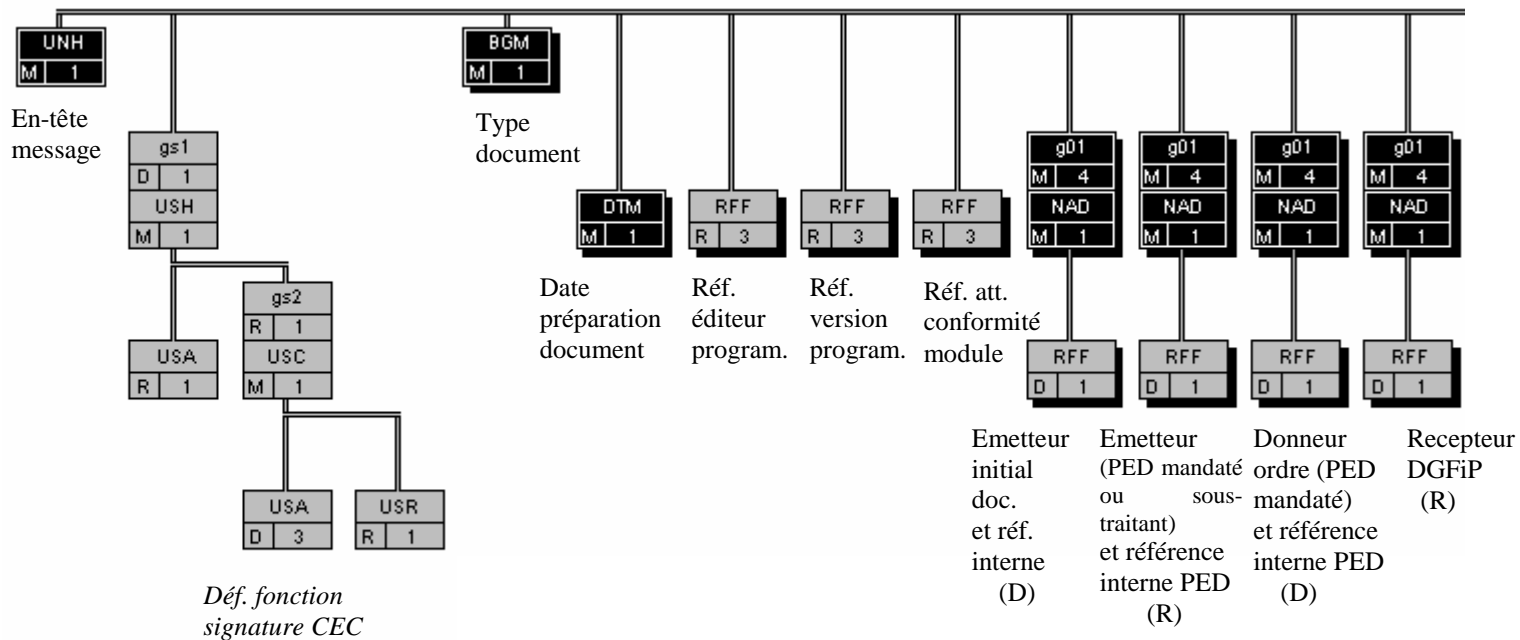 UNH
M 1
En-tête
message
gs1
D 1
USH
M 1
USA
R 1
gs2
R 1
USC
M 1
USA
D 3
USR
R 1
Déf. fonction
signature CEC
BGM
M 1
Type
document
DTM
M 1
Date
préparation
document
RFF
R 3
Réf.
éditeur
program.
RFF
R 3
Réf.
version
program.
RFF
R 3
Réf. att.
conformité
module
g01
M 4
NAD
M 1
RFF
D 1
Emetteur
initial
doc.
et réf.
interne
(D)
g01
M 4
NAD
M 1
RFF
D 1
Emetteur
(PED mandaté
ou sous-
traitant)
et référence
interne PED
(R)
g01
M 4
NAD
M 1
RFF
D 1
Donneur
ordre (PED
mandaté)
et référence
interne PED
(D)
g01
M 4
NAD
M 1
RFF
D 1
Recepteur
DGFiP
(R)